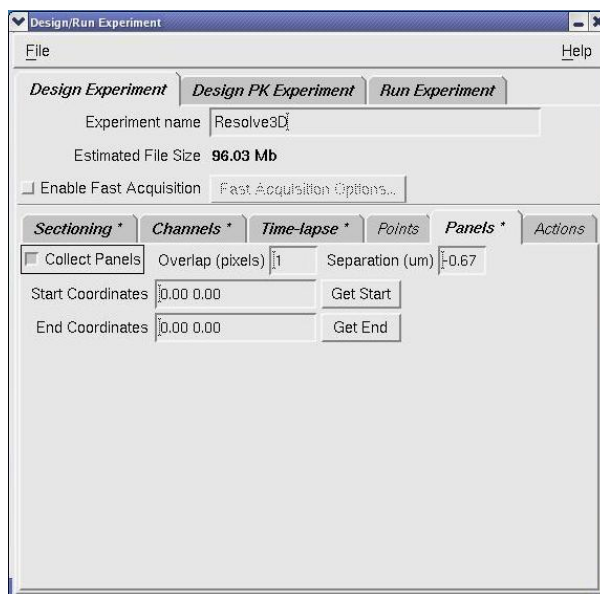 Design/Run Experiment
File Help
Design Experiment Design PK Experiment Run Experiment
Experiment name Resolve3D
Estimated File Size 96.03 Mb
Enable Fast Acquisition Fast Acquisition Options...
Sectioning * Channels * Time-lapse * Points Panels * Actions
Collect Panels Overlap (pixels) 1 Separation (um) -0.67
Start Coordinates 0.00 0.00 Get Start
End Coordinates 0.00 0.00 Get End